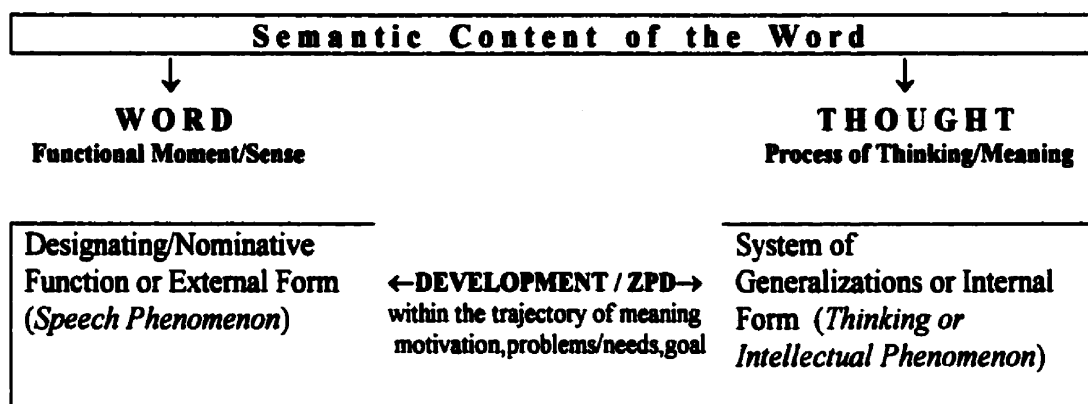 Semantic Content of the Word
↓ ↓
WORD THOUGHT
Functional Moment/Sense Process of Thinking/Meaning
Designating/Nominative
Function or External Form
(Speech Phenomenon)
←DEVELOPMENT / ZPD→
within the trajectory of meaning
motivation,problems/needs,goal
System of
Generalizations or Internal
Form (Thinking or
Intellectual Phenomenon)